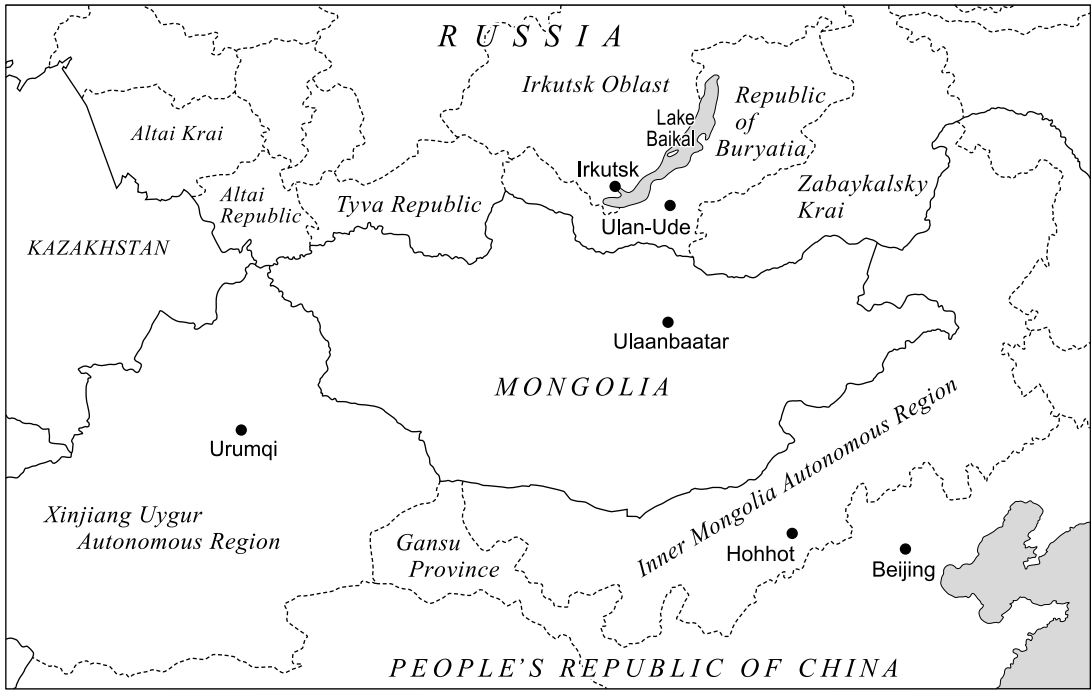 RUSSIA
Irkutsk Oblast
Republic
of
Buryatia
Lake
Baikal
Altai Krai
Irkutsk
Zabaykalsky
Krai
Altai
Republic
Tyva Republic
Ulan-Ude
KAZAKHSTAN
Ulaanbaatar
MONGOLIA
Inner Mongolia Autonomous Region
Urumqi
Xinjiang Uygur
Autonomous Region
Gansu
Province
Hohhot
Beijing
PEOPLE'S REPUBLIC OF CHINA